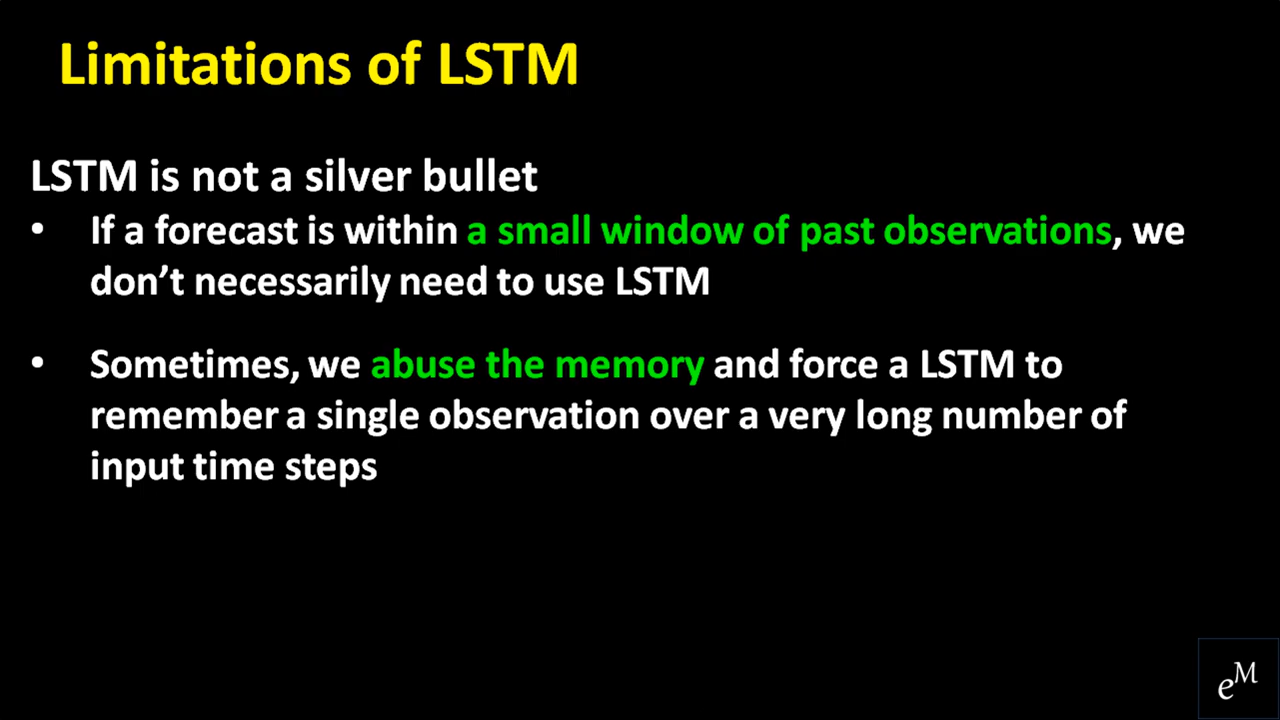 Limitations of LSTM
LSTM is not a silver bullet
• If a forecast is within a small window of past observations, we
don’t necessarily need to use LSTM
• Sometimes, we abuse the memory and force a LSTM to
remember a single observation over a very long number of
input time steps
eM